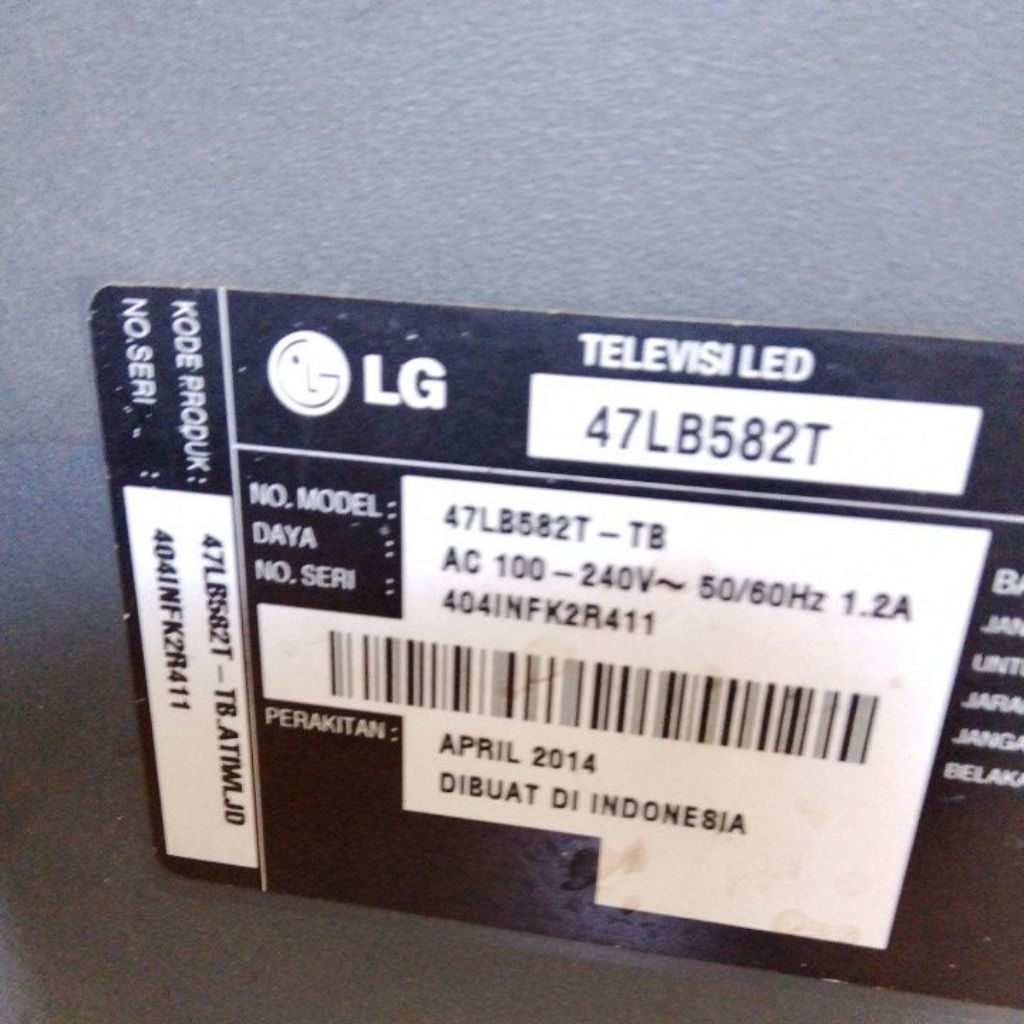 LG
TELEVISI LED
47LB582T
NO. MODEL : 47LB582T-TB
DAYA : AC 100-240V~ 50/60Hz 1.2A
NO. SERI : 404INFK2R411
PERAKITAN : APRIL 2014
DIBUAT DI INDONESIA
KODE PRODUK : 47LB582T-TB.ATIWLJD
NO.SERI : 404INFK2R411